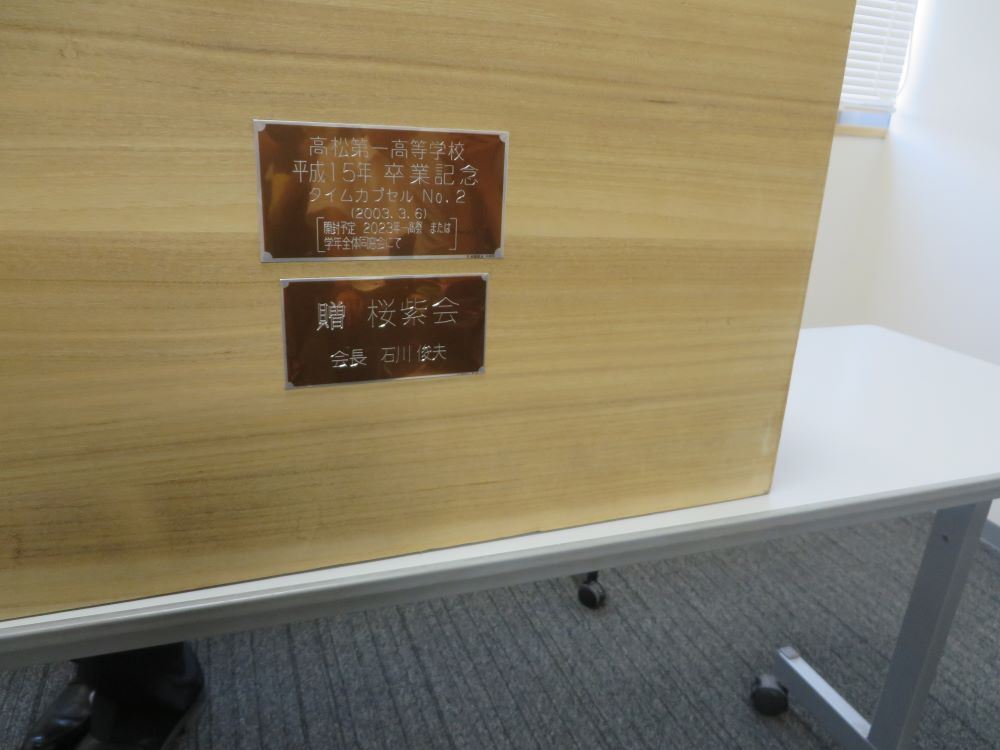 高松第一高等学校
平成15年 卒業記念
タイムカプセル No.2
(2003.3.6)
開封予定 2023年一高祭 または
学年全体同窓会にて
贈 桜紫会
会長 石川 俊夫